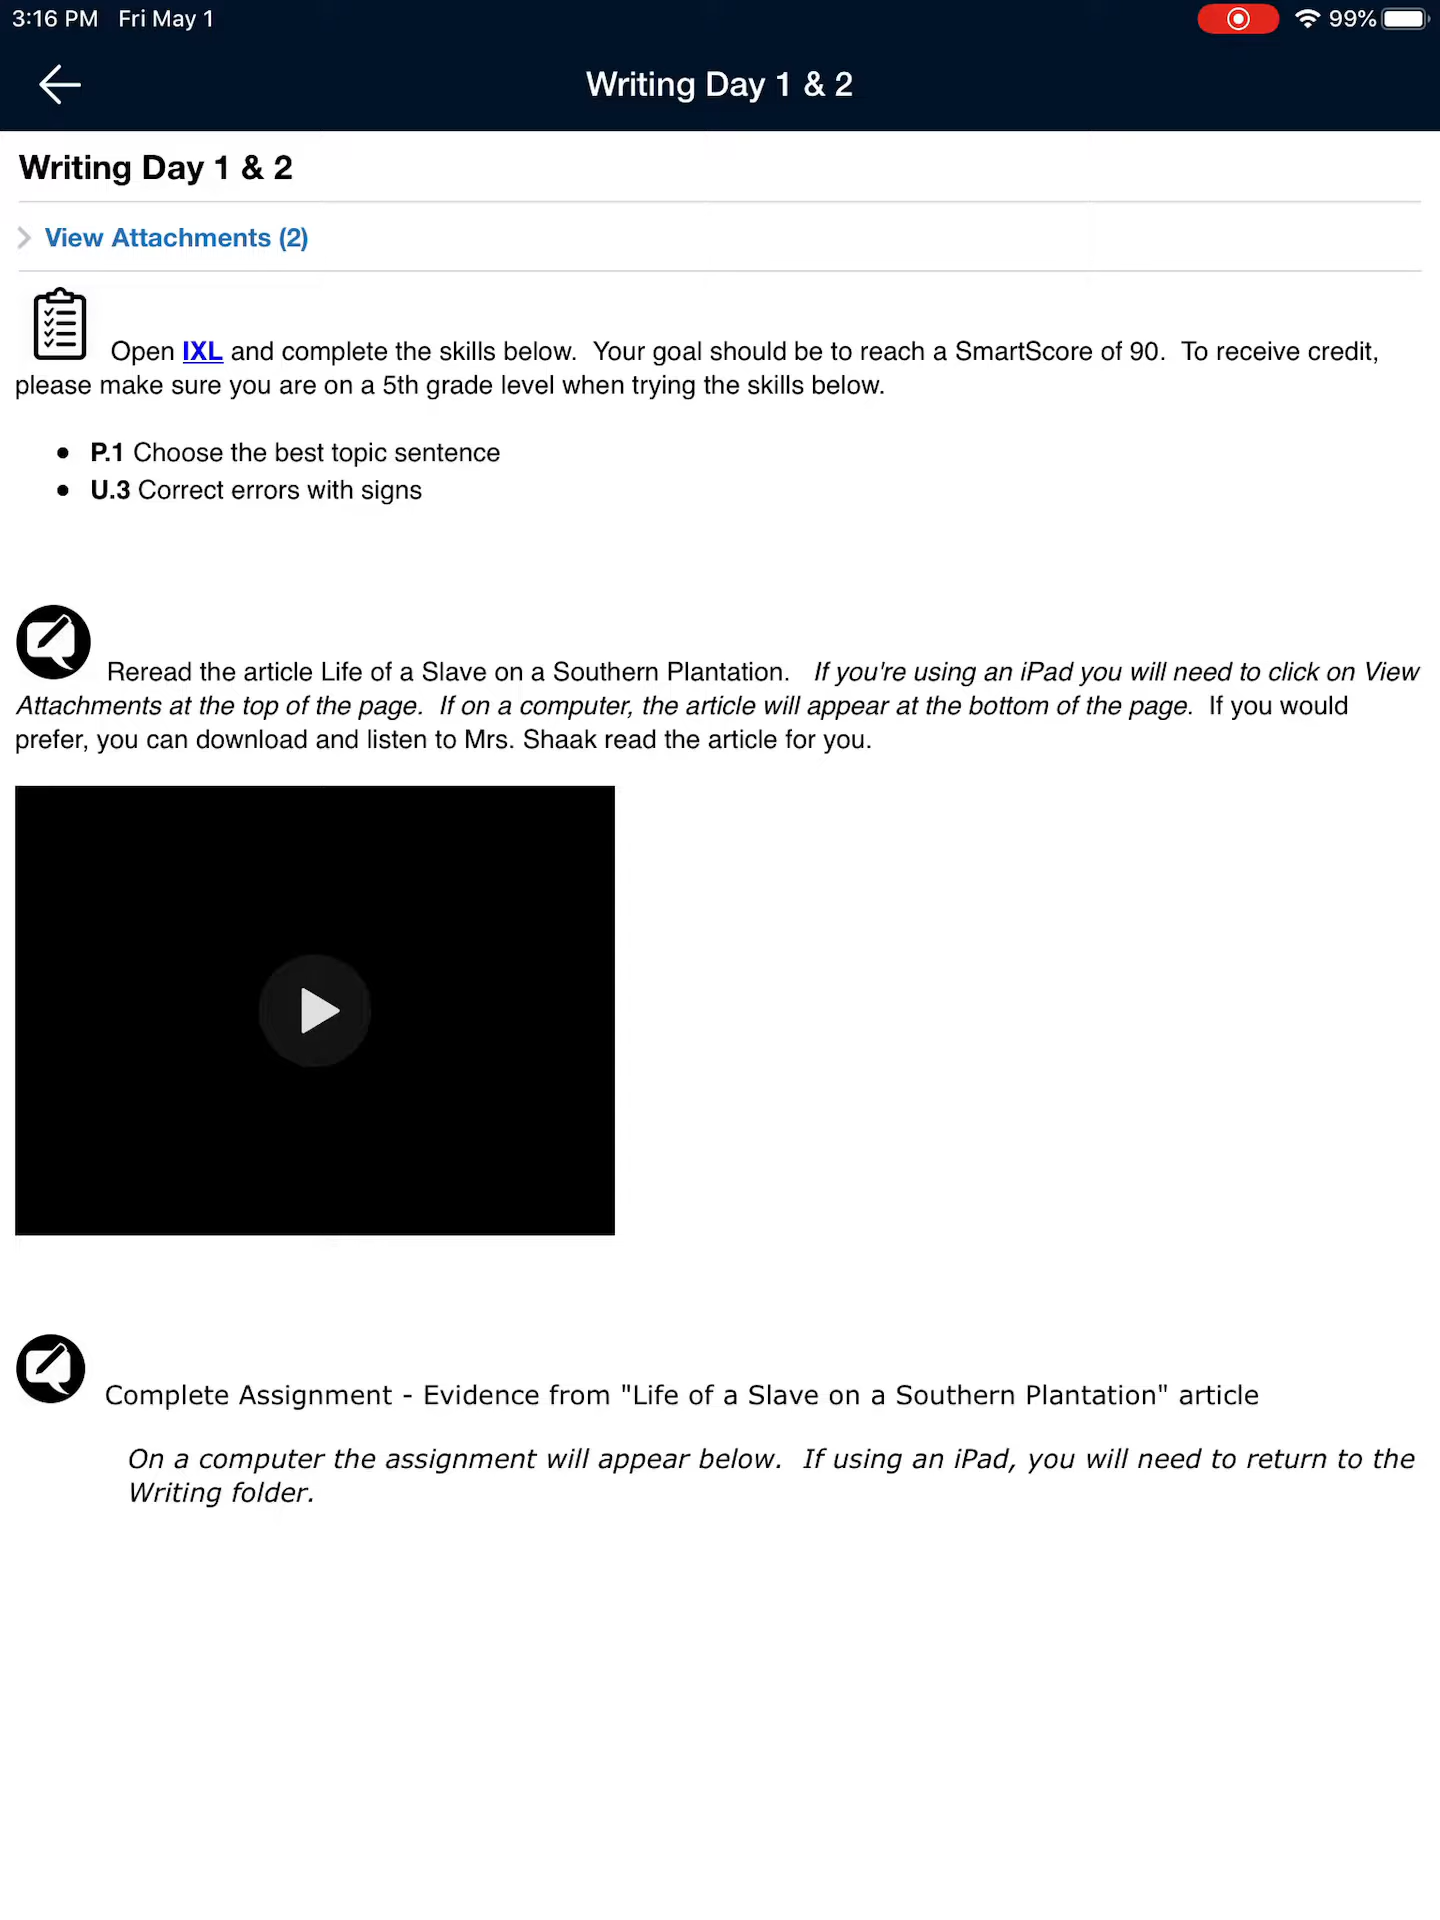 3:16 PM Fri May 1 99%
Writing Day 1 & 2
Writing Day 1 & 2
View Attachments (2)
Open IXL and complete the skills below. Your goal should be to reach a SmartScore of 90. To receive credit,
please make sure you are on a 5th grade level when trying the skills below.
• P.1 Choose the best topic sentence
• U.3 Correct errors with signs
Reread the article Life of a Slave on a Southern Plantation. If you're using an iPad you will need to click on View
Attachments at the top of the page. If on a computer, the article will appear at the bottom of the page. If you would
prefer, you can download and listen to Mrs. Shaak read the article for you.
Complete Assignment - Evidence from "Life of a Slave on a Southern Plantation" article
On a computer the assignment will appear below. If using an iPad, you will need to return to the
Writing folder.